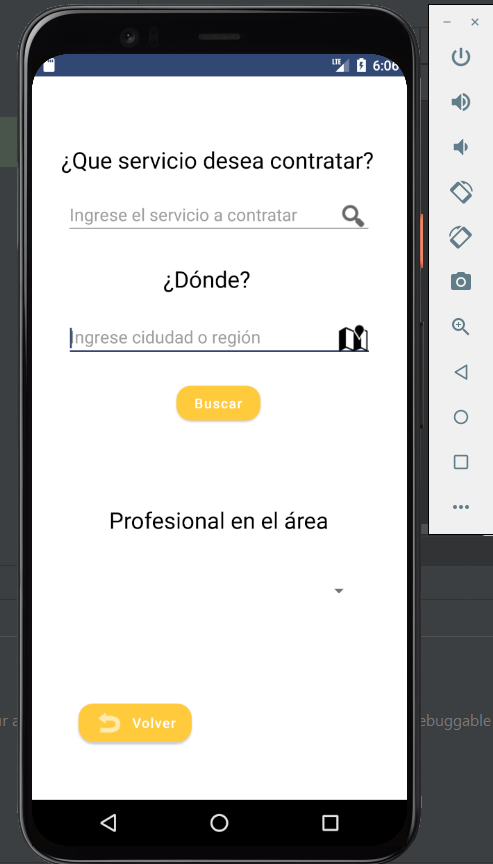 LTE 6:06
¿Que servicio desea contratar?
Ingrese el servicio a contratar
¿Dónde?
Ingrese cidudad o región
Buscar
Profesional en el área
Volver
ebuggable